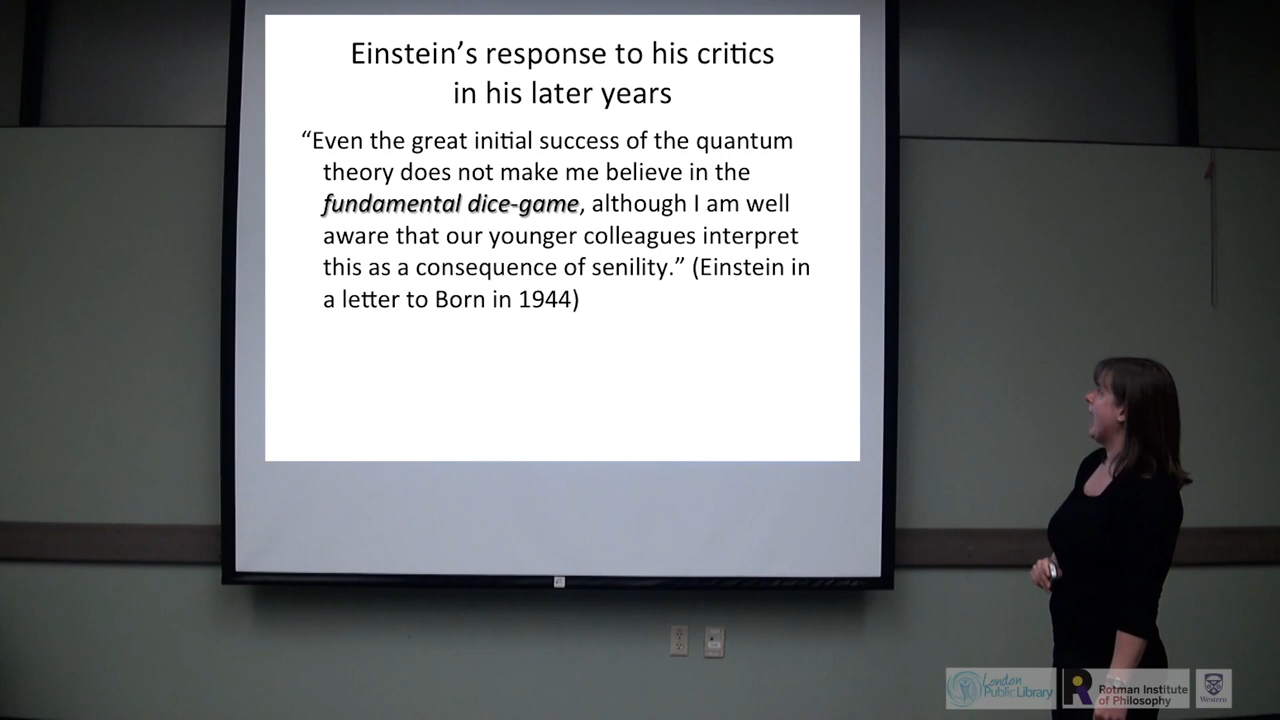 Einstein’s response to his critics
in his later years
“Even the great initial success of the quantum
theory does not make me believe in the
fundamental dice-game, although I am well
aware that our younger colleagues interpret
this as a consequence of senility.” (Einstein in
a letter to Born in 1944)
London
Public Library
Rotman Institute
of Philosophy
Western